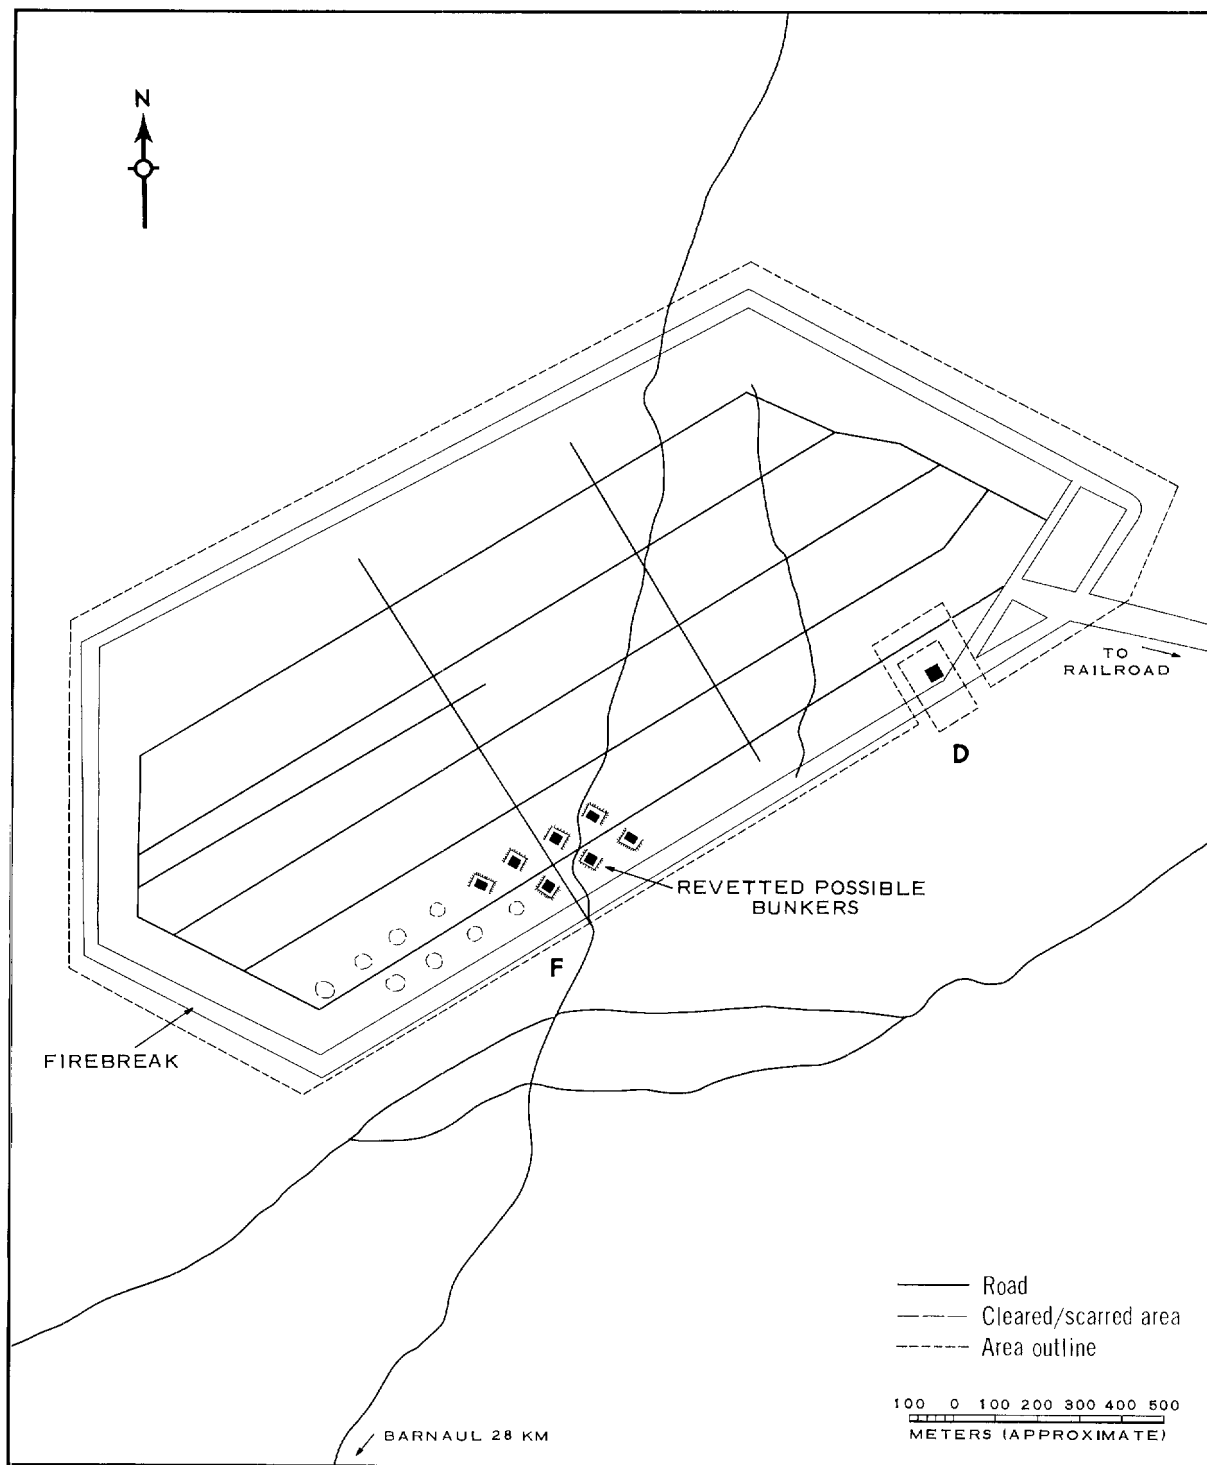 N
TO
RAILROAD
D
REVETTED POSSIBLE
BUNKERS
F
FIREBREAK
Road
Cleared/scarred area
Area outline
100 0 100 200 300 400 500
METERS (APPROXIMATE)
BARNAUL 28 KM